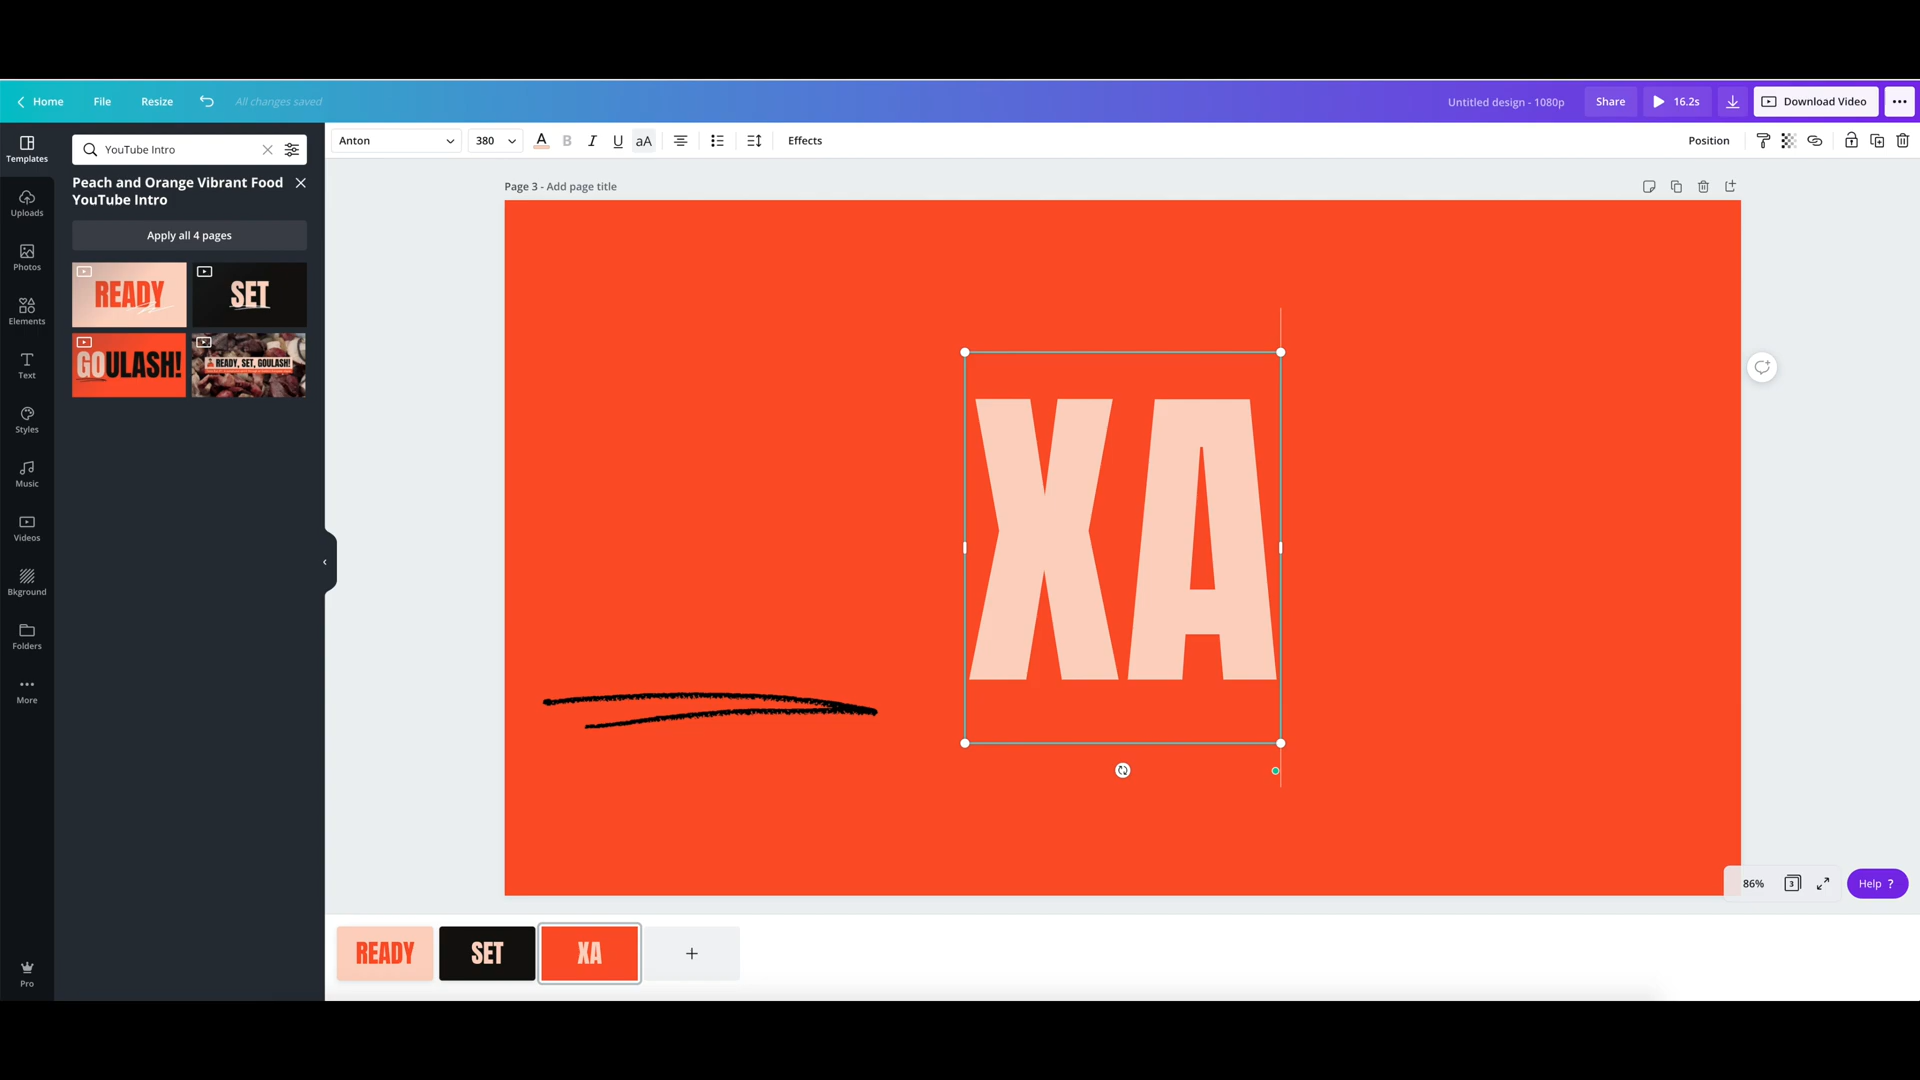 Home File Resize All changes saved Untitled design - 1080p Share 16.2s Download Video
Templates
Uploads
Photos
Elements
Text
Styles
Music
Videos
Bkground
Folders
More
Pro
YouTube Intro
Peach and Orange Vibrant Food
YouTube Intro
Apply all 4 pages
READY
SET
GOULASH!
READY, SET, GOULASH!
Anton 380 A B I U aA Effects Position
Page 3 - Add page title
XA
86% 3 Help ?
READY SET XA +